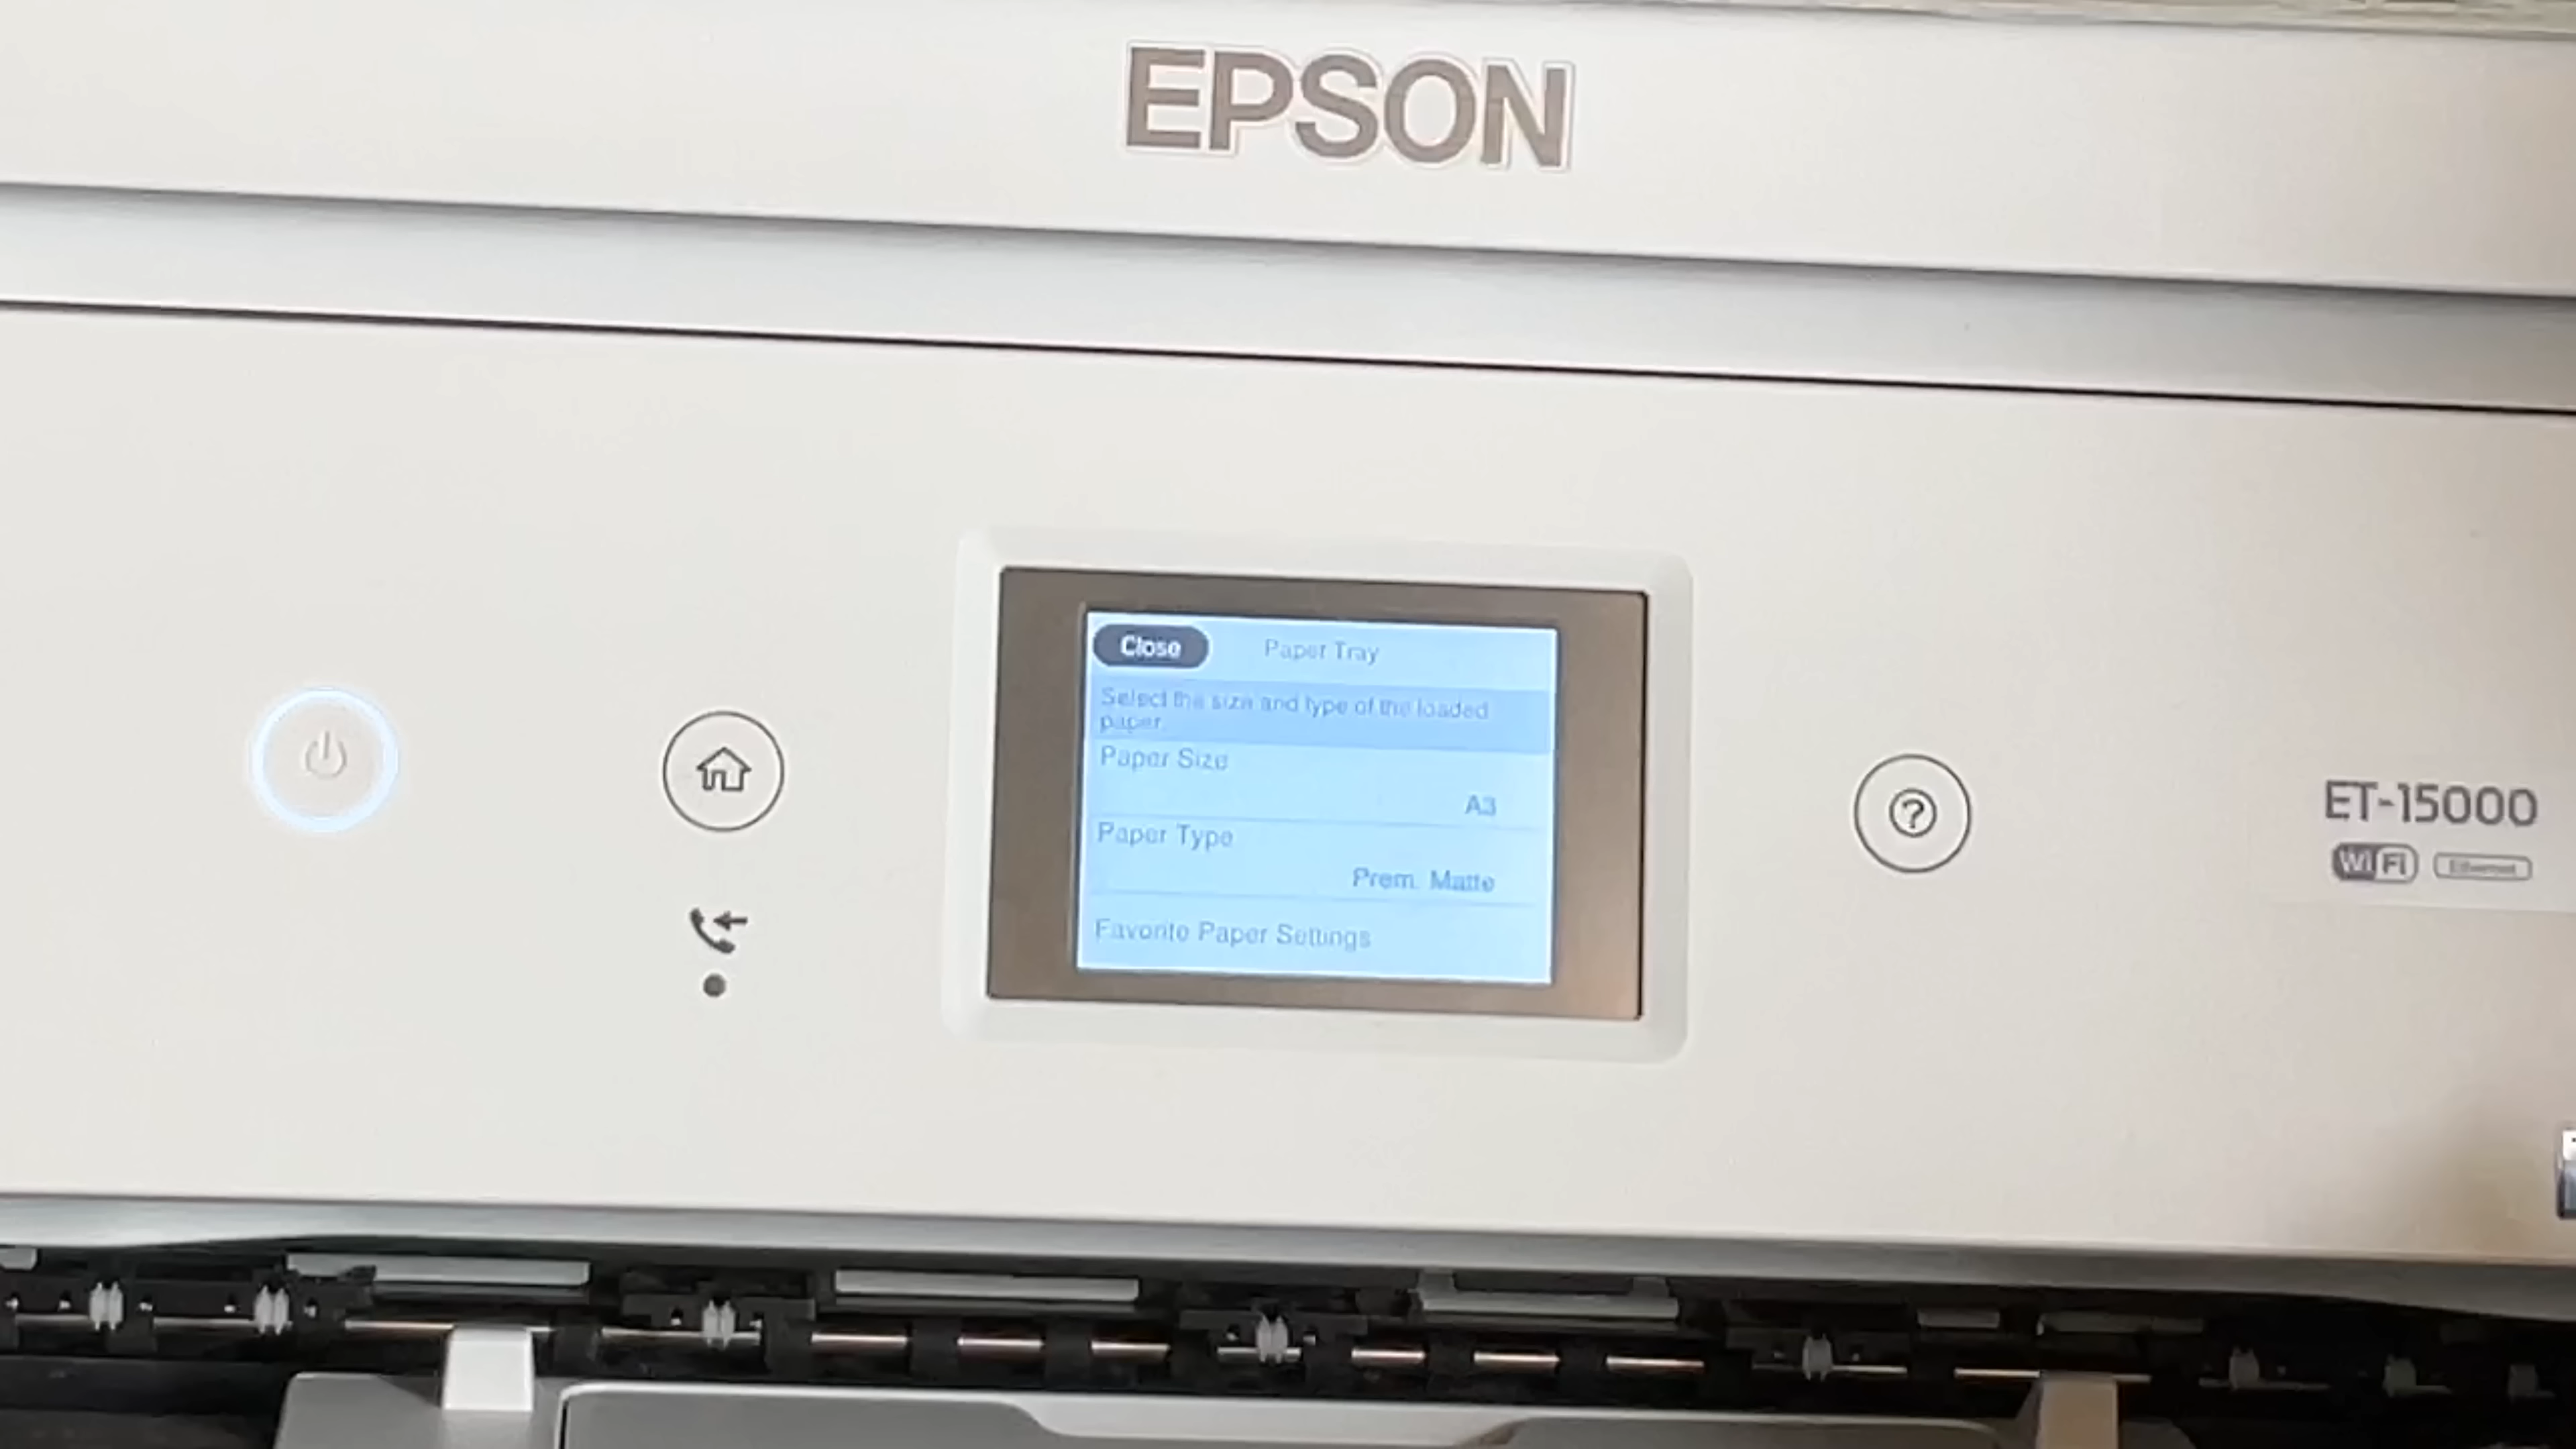 EPSON
Close
Paper Tray
Select the size and type of the loaded
paper.
Paper Size
A3
Paper Type
Prem. Matte
Favorite Paper Settings
?
ET-15000
WiFi
Ethernet